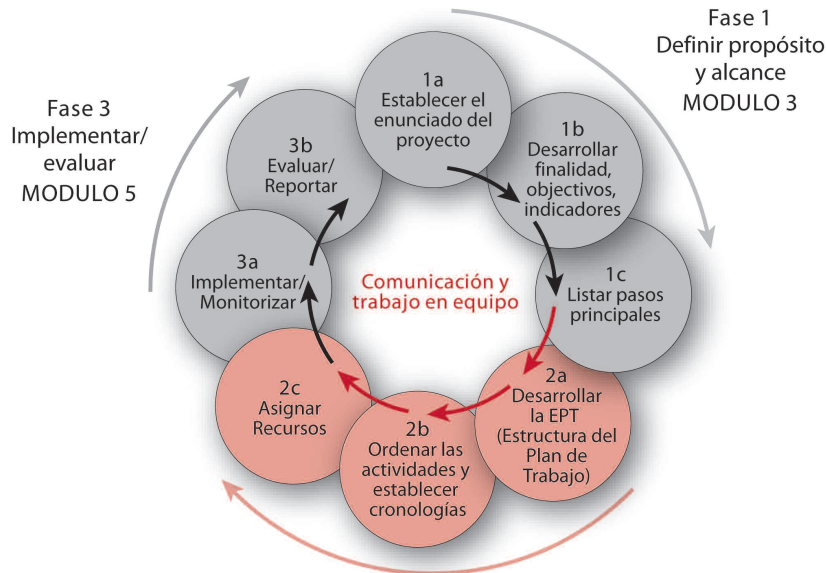 Fase 1
Definir propósito
y alcance
MODULO 3
1a
Establecer el
enunciado del
proyecto
1b
Desarrollar
finalidad,
objectivos,
indicadores
1c
Listar pasos
principales
2a
Desarrollar
la EPT
(Estructura del
Plan de
Trabajo)
2b
Ordenar las
actividades y
establecer
cronologías
2c
Asignar
Recursos
3a
Implementar/
Monitorizar
3b
Evaluar/
Reportar
Fase 3
Implementar/
evaluar
MODULO 5
Comunicación y
trabajo en equipo